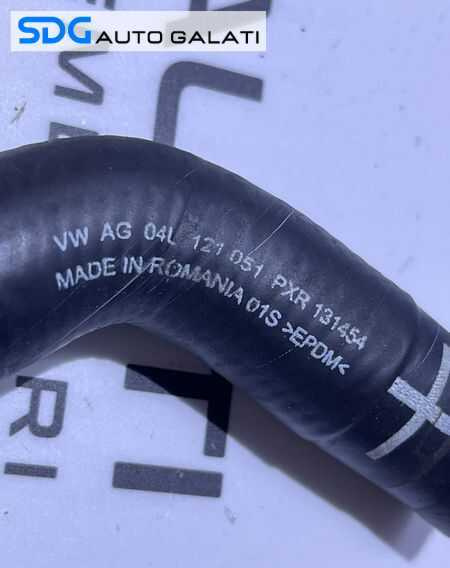 SDG AUTO GALATI
VW AG 04L 121 051 PXR 131454
MADE IN ROMANIA 01S >EPDM<